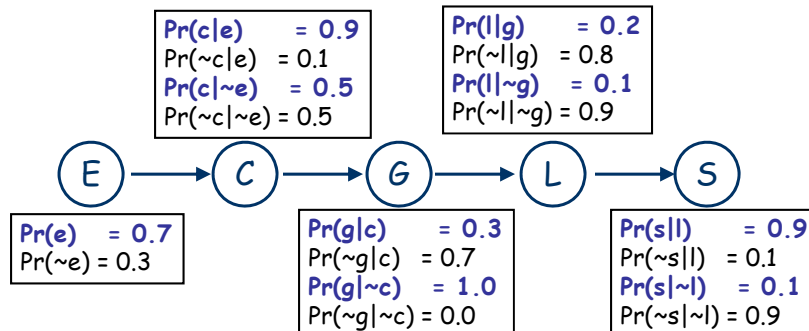 Pr(c|e) = 0.9
Pr(~c|e) = 0.1
Pr(c|~e) = 0.5
Pr(~c|~e) = 0.5
Pr(l|g) = 0.2
Pr(~l|g) = 0.8
Pr(l|~g) = 0.1
Pr(~l|~g) = 0.9
E
C
G
L
S
Pr(e) = 0.7
Pr(~e) = 0.3
Pr(g|c) = 0.3
Pr(~g|c) = 0.7
Pr(g|~c) = 1.0
Pr(~g|~c) = 0.0
Pr(s|l) = 0.9
Pr(~s|l) = 0.1
Pr(s|~l) = 0.1
Pr(~s|~l) = 0.9